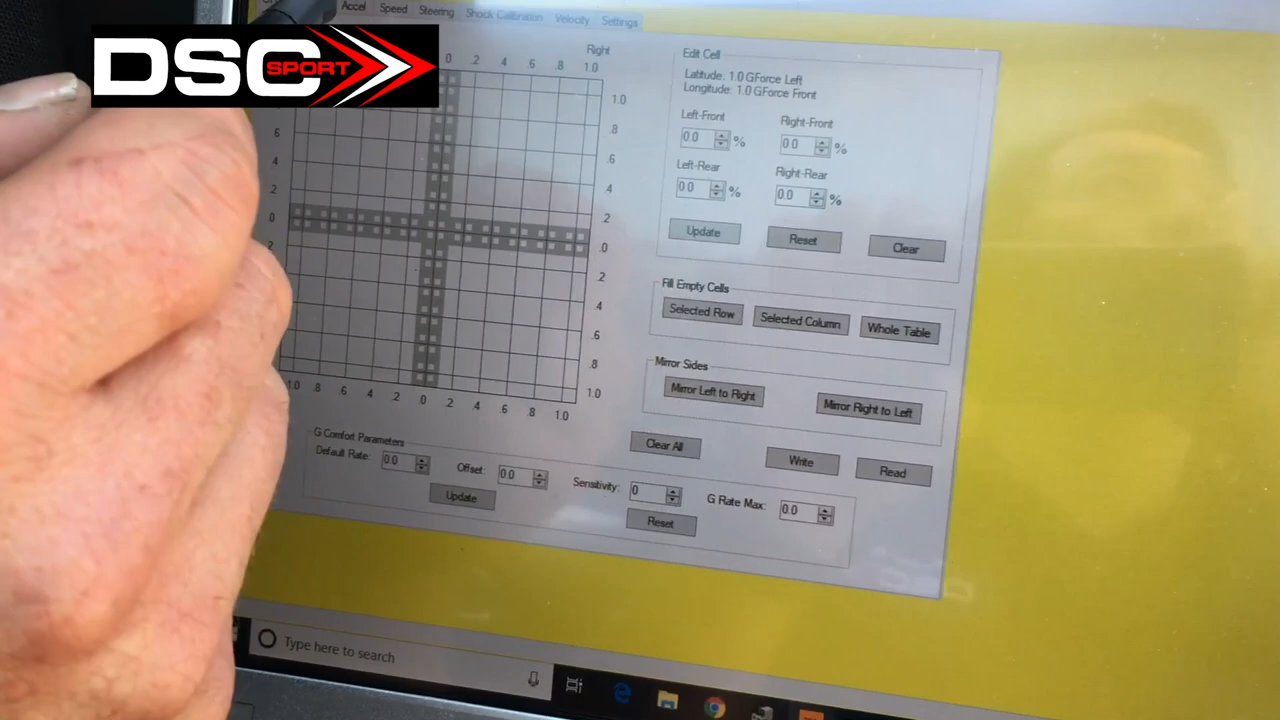 DSC SPORT
Accel Speed Steering Shock Calibration Velocity Settings
Right
0 .2 .4 .6 .8 1.0
1.0
.8
.6
.4
.2
.0
.2
.4
.6
.8
1.0
6
4
.2
0
2
1.0 .8 .6 .4 .2 .0 .2 .4 .6 .8 1.0
Edit Cell
Latitude: 1.0 GForce Left
Longitude: 1.0 GForce Front
Left-Front Right-Front
0.0 % 0.0 %
Left-Rear Right-Rear
0.0 % 0.0 %
Update Reset Clear
Fill Empty Cells
Selected Row Selected Column Whole Table
Mirror Sides
Mirror Left to Right Mirror Right to Left
Clear All Write Read
G Comfort Parameters
Default Rate: 0.0 Offset: 0.0 Sensitivity: 0 G Rate Max: 0.0
Update Reset
Type here to search